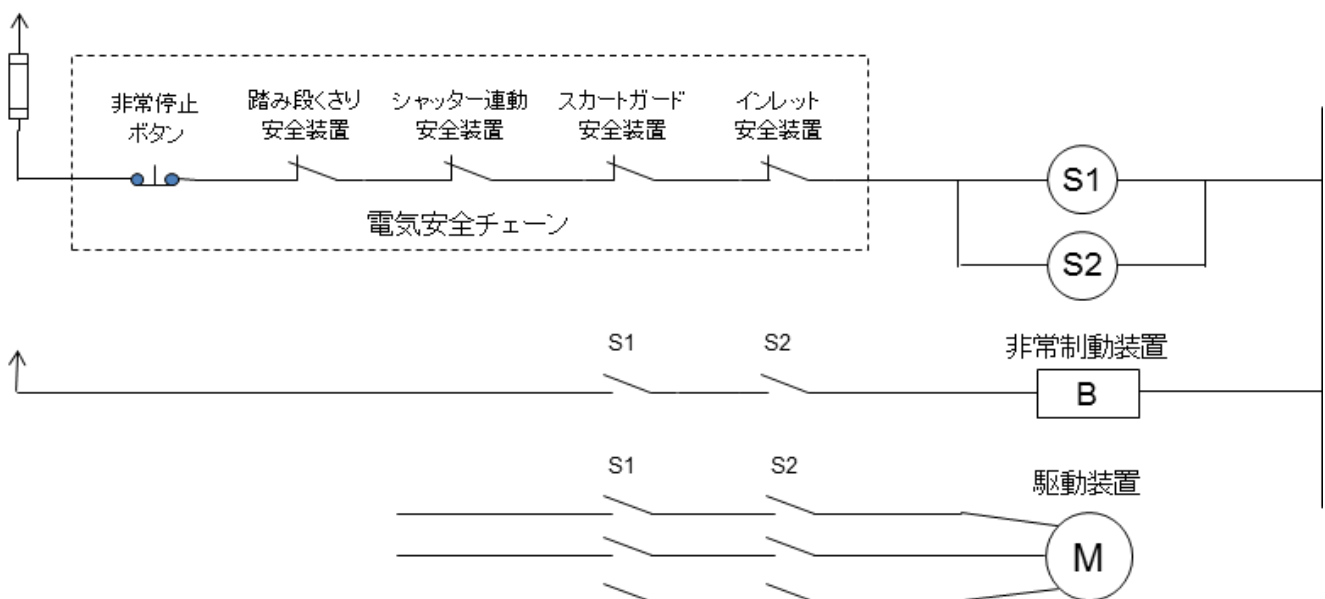 非常停止
ボタン
踏み段くさり
安全装置
シャッター連動
安全装置
スカートガード
安全装置
インレット
安全装置
電気安全チェーン
S1
S2
S1
S2
非常制動装置
B
S1
S2
駆動装置
M